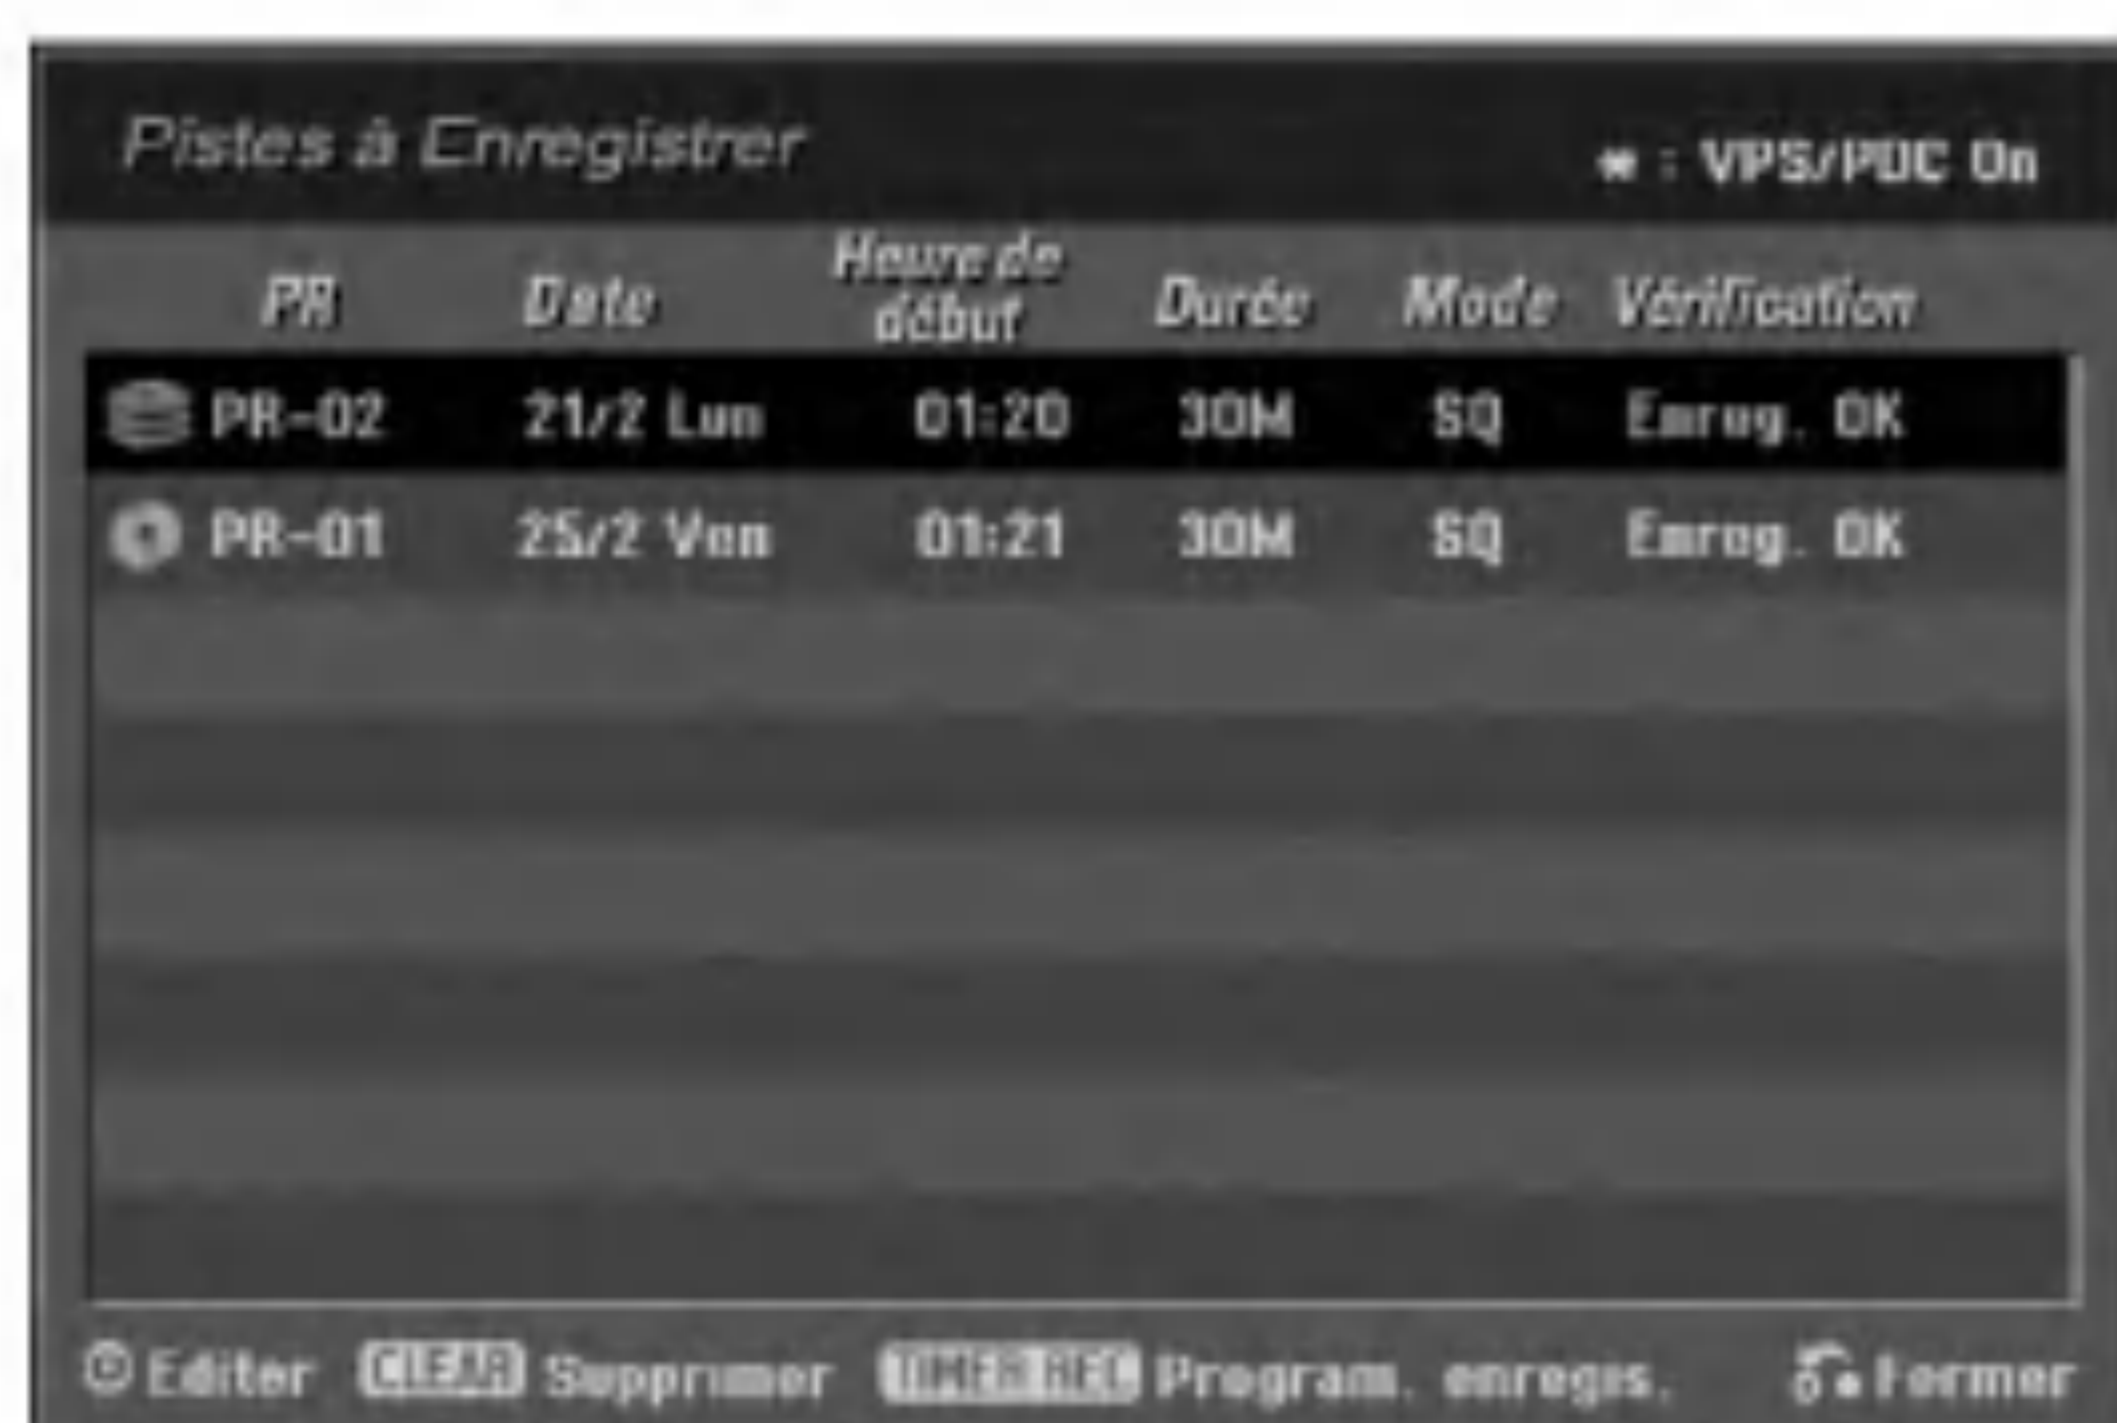 Pistes à Enregistrer
* : VPS/PDC On
PR Date Heure de début Durée Mode Vérification
PR-02 21/2 Lun 01:20 30M SQ Enreg. OK
PR-01 25/2 Ven 01:21 30M SQ Enreg. OK
Editer CLEAR Supprimer TIMER REC Program. enregis. Fermer